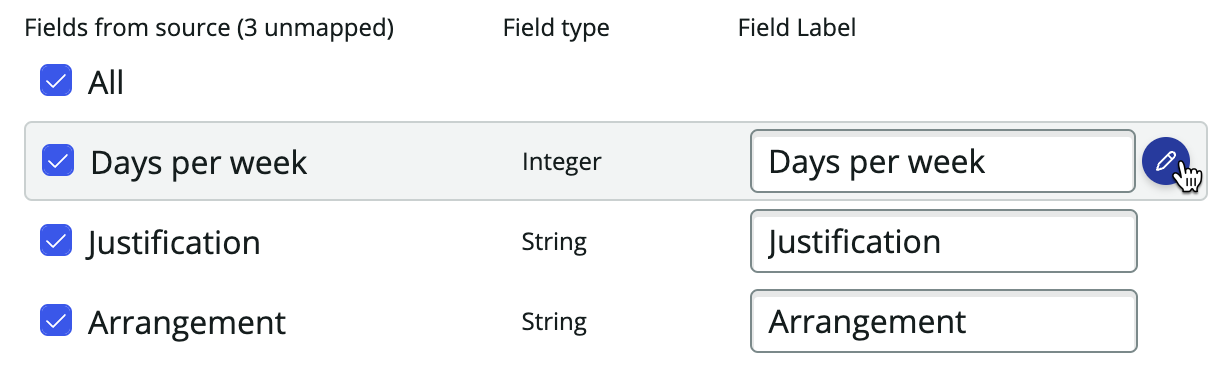 Fields from source (3 unmapped) Field type Field Label
All
Days per week Integer Days per week
Justification String Justification
Arrangement String Arrangement